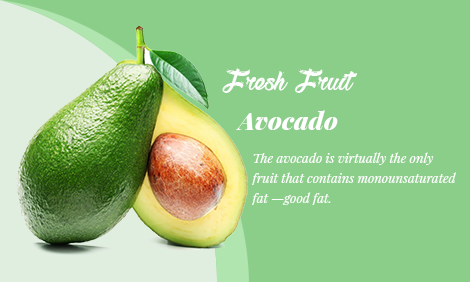 Fresh Fruit
Avocado
The avocado is virtually the only
fruit that contains monounsaturated
fat —good fat.